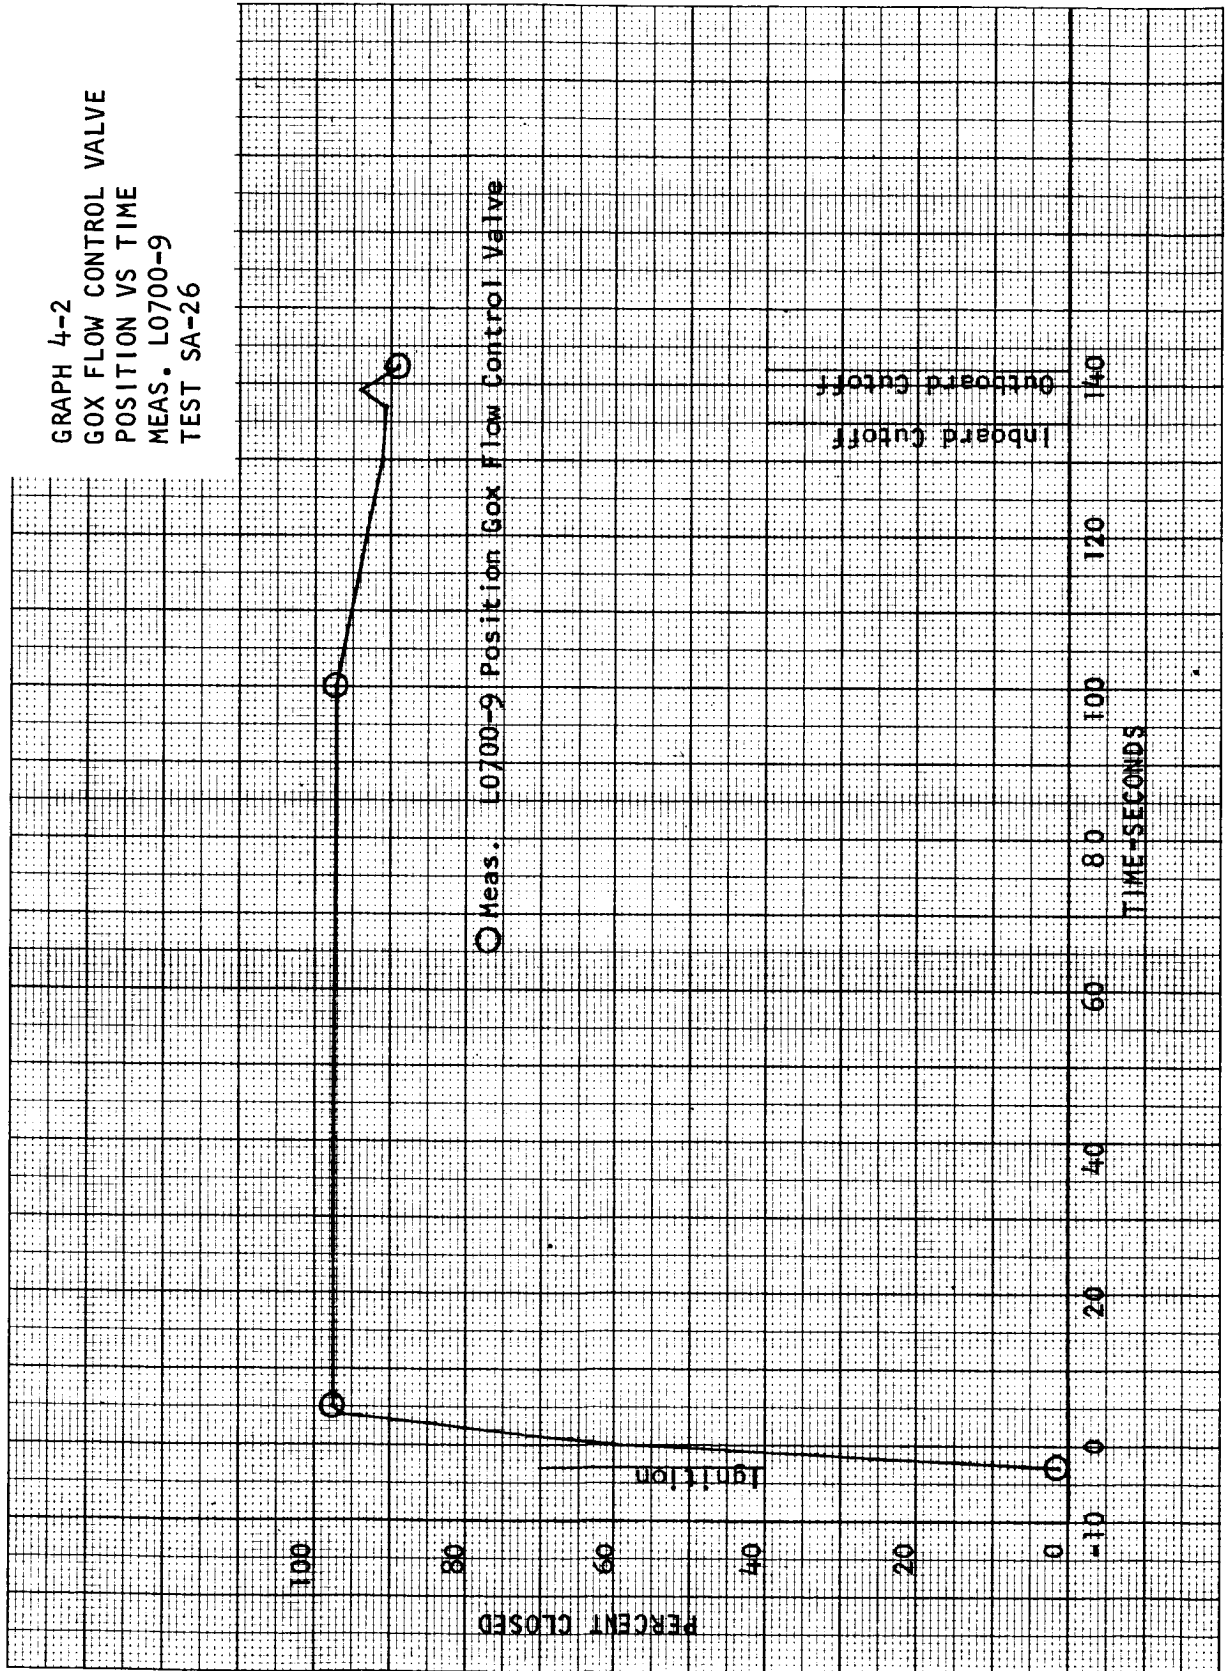 GRAPH 4-2
GOX FLOW CONTROL VALVE
POSITION VS TIME
MEAS. L0700-9
TEST SA-26
PERCENT CLOSED
100
80
60
40
20
0
Meas. L0700-9 Position Gox Flow Control Valve
Ignition
Inboard Cutoff
Outboard Cutoff
-10
0
20
40
60
80
100
120
140
TIME-SECONDS